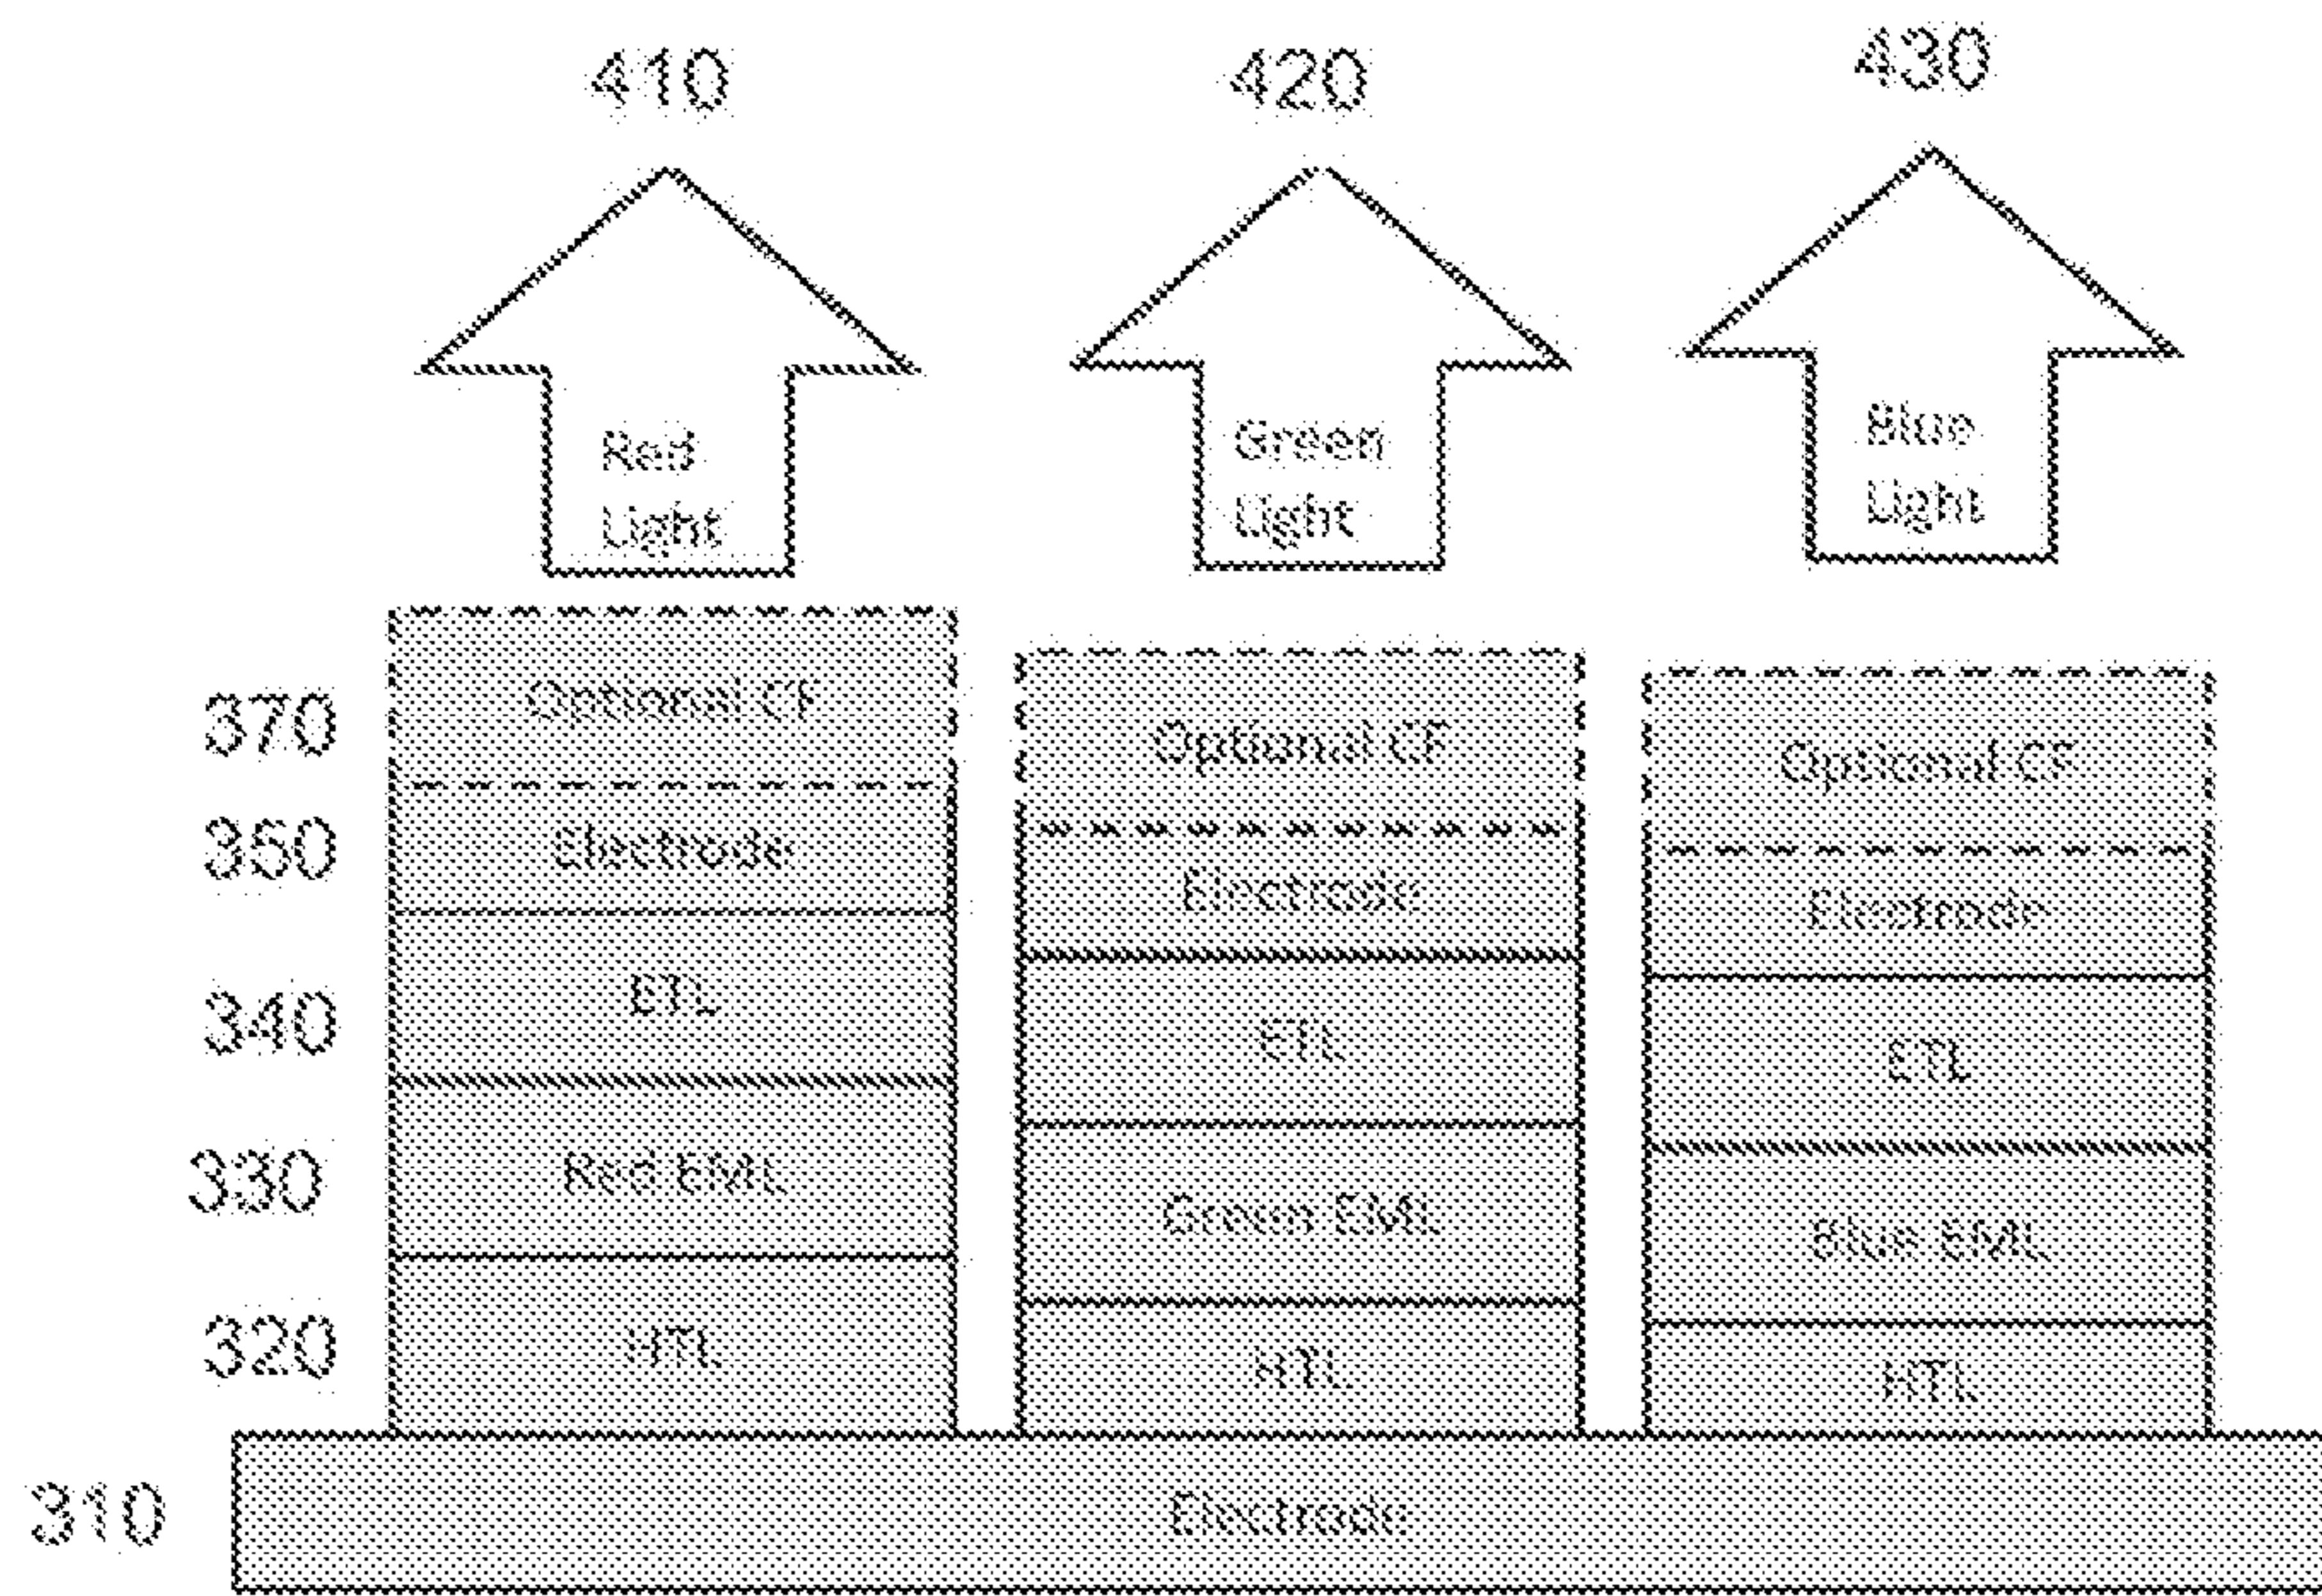 410
420
430
Red
Light
Green
Light
Blue
Light
370
Optional CF
Optional CF
Optional CF
350
Electrode
Electrode
Electrode
340
ETL
ETL
ETL
330
Red EML
Green EML
Blue EML
320
HTL
HTL
HTL
310
Electrode